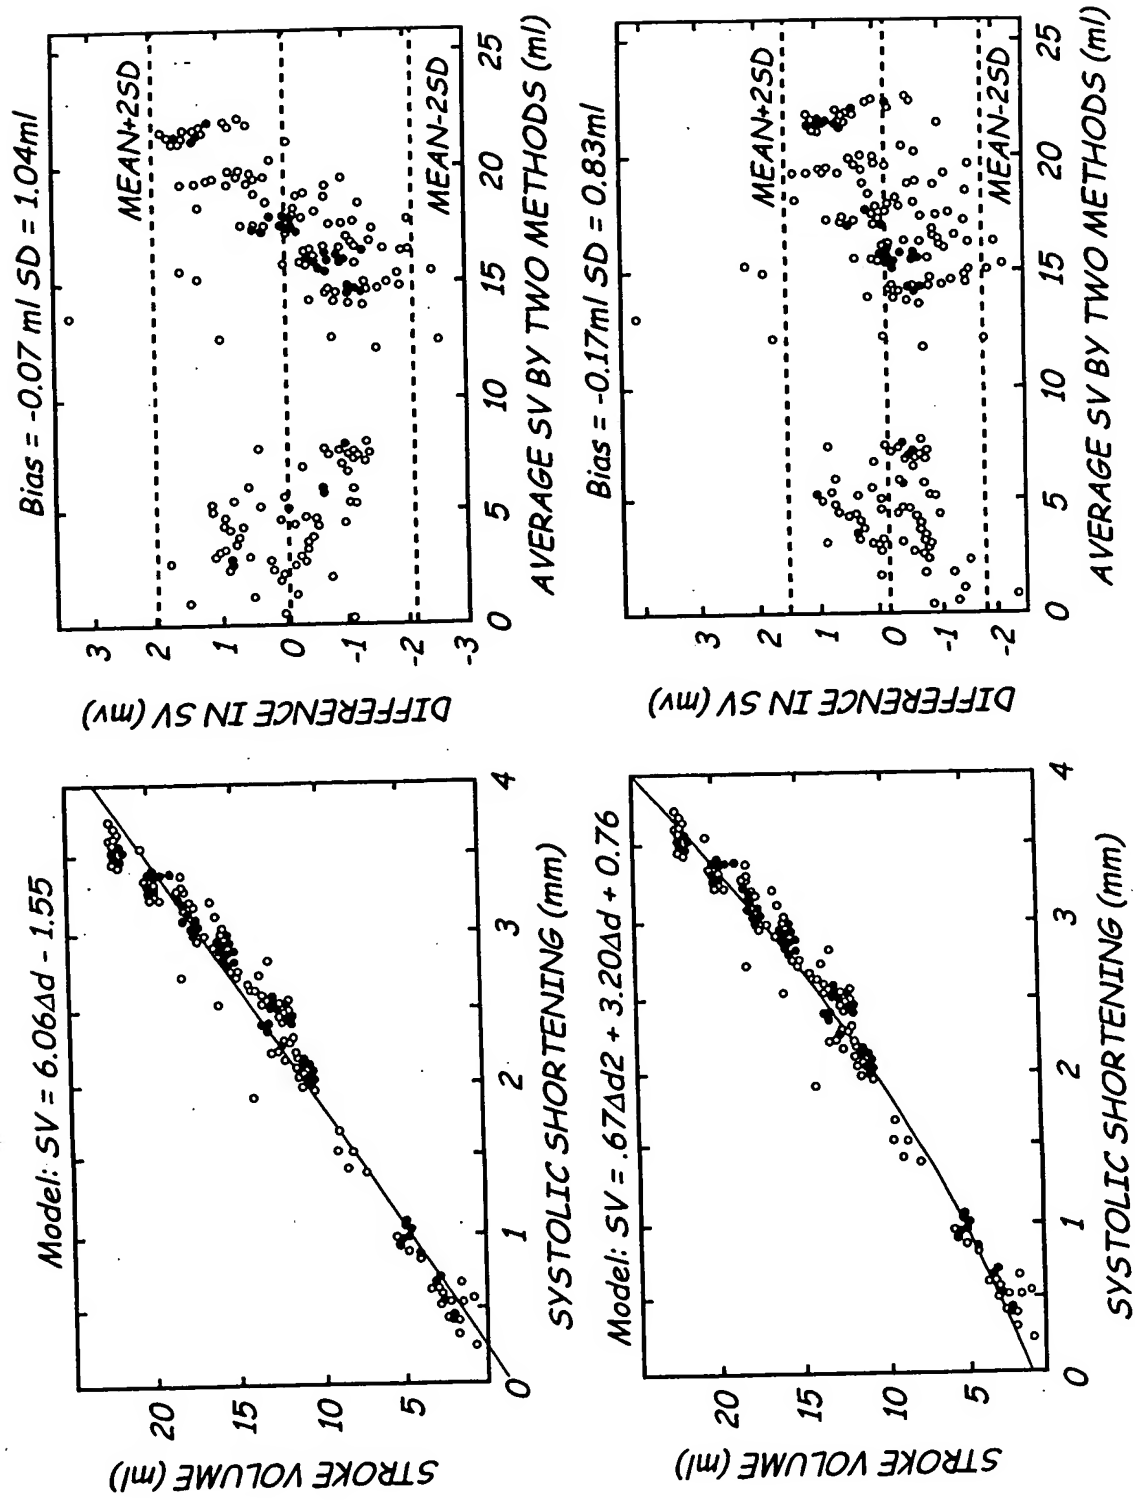 Model: SV = 6.06Δd - 1.55
STROKE VOLUME (ml)
20
15
10
5
0
1
2
3
4
SYSTOLIC SHORTENING (mm)
Bias = -0.07 ml SD = 1.04ml
DIFFERENCE IN SV (mv)
3
2
1
0
-1
-2
-3
MEAN+2SD
MEAN-2SD
0
5
10
15
20
25
AVERAGE SV BY TWO METHODS (ml)
Model: SV = .67Δd2 + 3.20Δd + 0.76
STROKE VOLUME (ml)
20
15
10
5
0
1
2
3
4
SYSTOLIC SHORTENING (mm)
Bias = -0.17ml SD = 0.83ml
DIFFERENCE IN SV (mv)
2
1
0
-1
-2
MEAN+2SD
MEAN-2SD
0
5
10
15
20
25
AVERAGE SV BY TWO METHODS (ml)